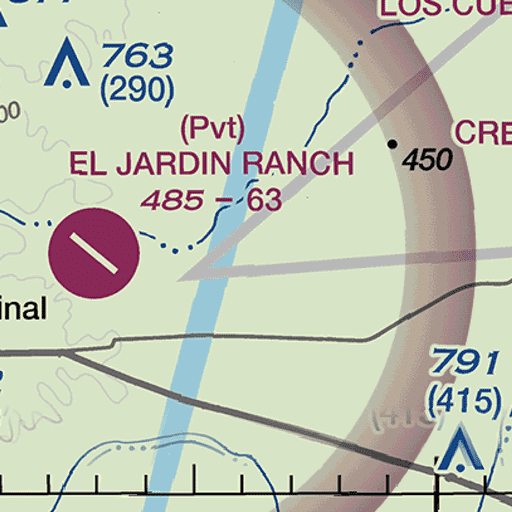 LOS CUE
763
(290)
(Pvt)
EL JARDIN RANCH
485 – 63
450
CRE
inal
791
(415)